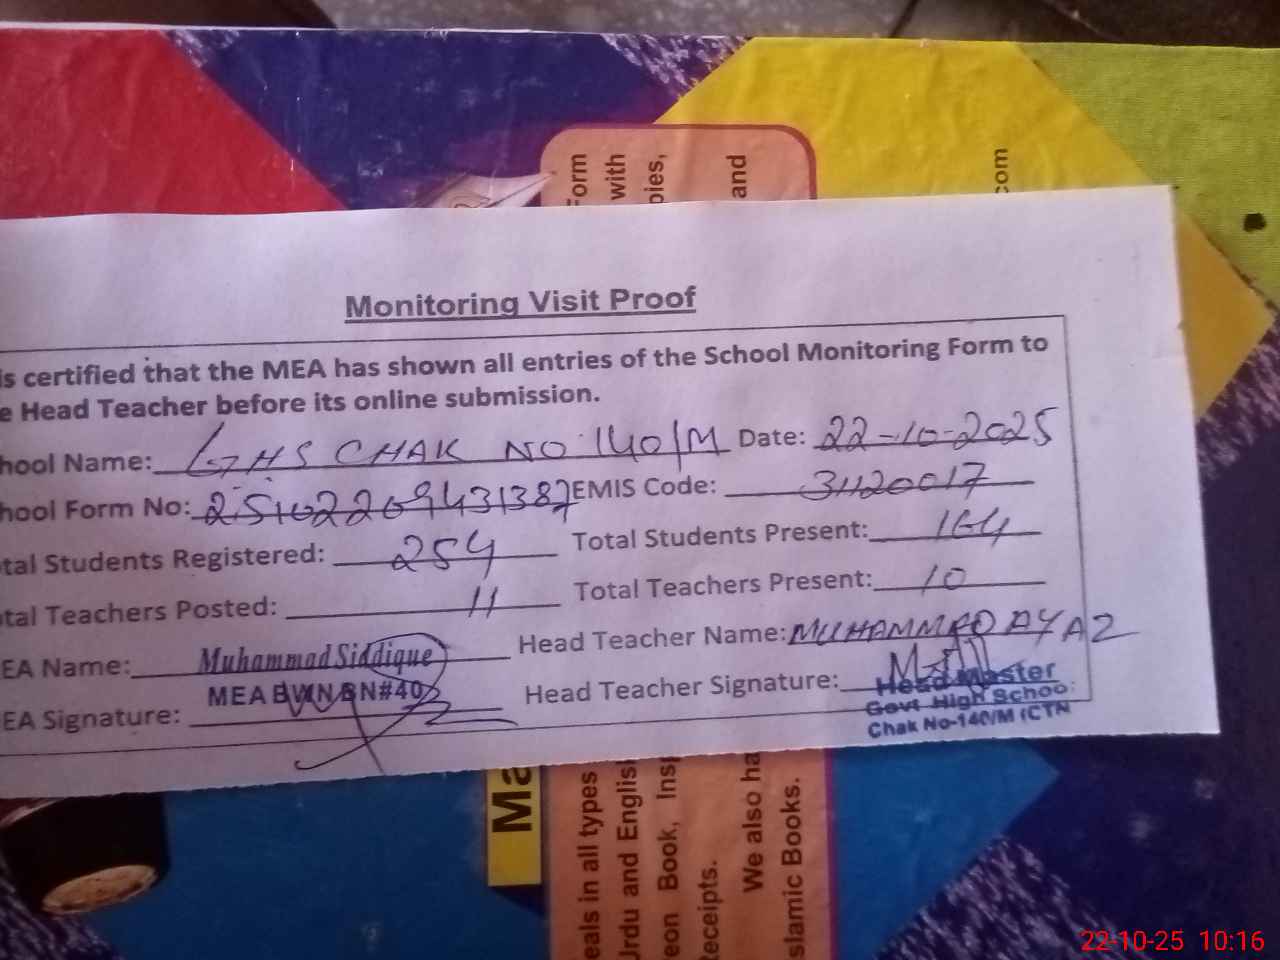 Form
with
pies,
and
com
Monitoring Visit Proof
is certified that the MEA has shown all entries of the School Monitoring Form to
e Head Teacher before its online submission.
hool Name: GHS CHAK NO 140/M Date: 22-10-2025
hool Form No: 25102209431387 EMIS Code: 31120017
tal Students Registered: 254 Total Students Present: 164
tal Teachers Posted: 11 Total Teachers Present: 10
EA Name: Muhammad Siddique Head Teacher Name: MUHAMMAD AYAZ
MEA BWN BN#40
EA Signature: Head Teacher Signature:
Head Master
Govt High School
Chak No-140/M (CTN
Ma
eals in all types
Urdu and English
eon Book, Insp
eceipts.
We also ha
slamic Books.
22-10-25 10:16